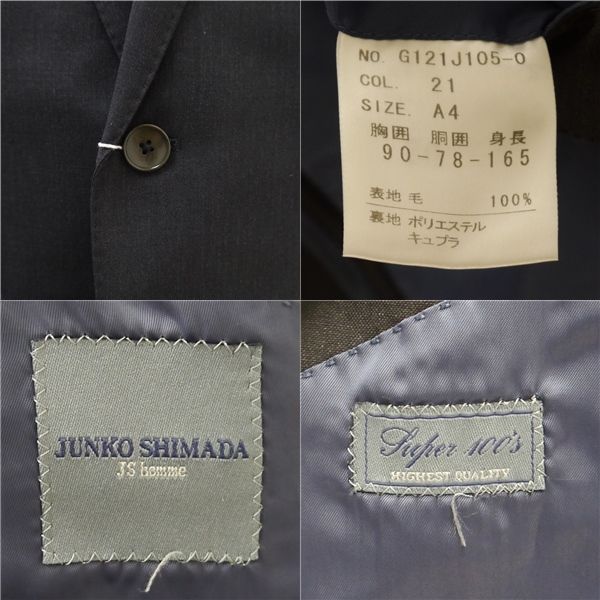 NO. G121J105-0
COL. 21
SIZE. A4
胸囲 胴囲 身長
90-78-165
表地 毛 100%
裏地 ポリエステル
キュプラ
JUNKO SHIMADA
JS homme
Super 100's
HIGHEST QUALITY